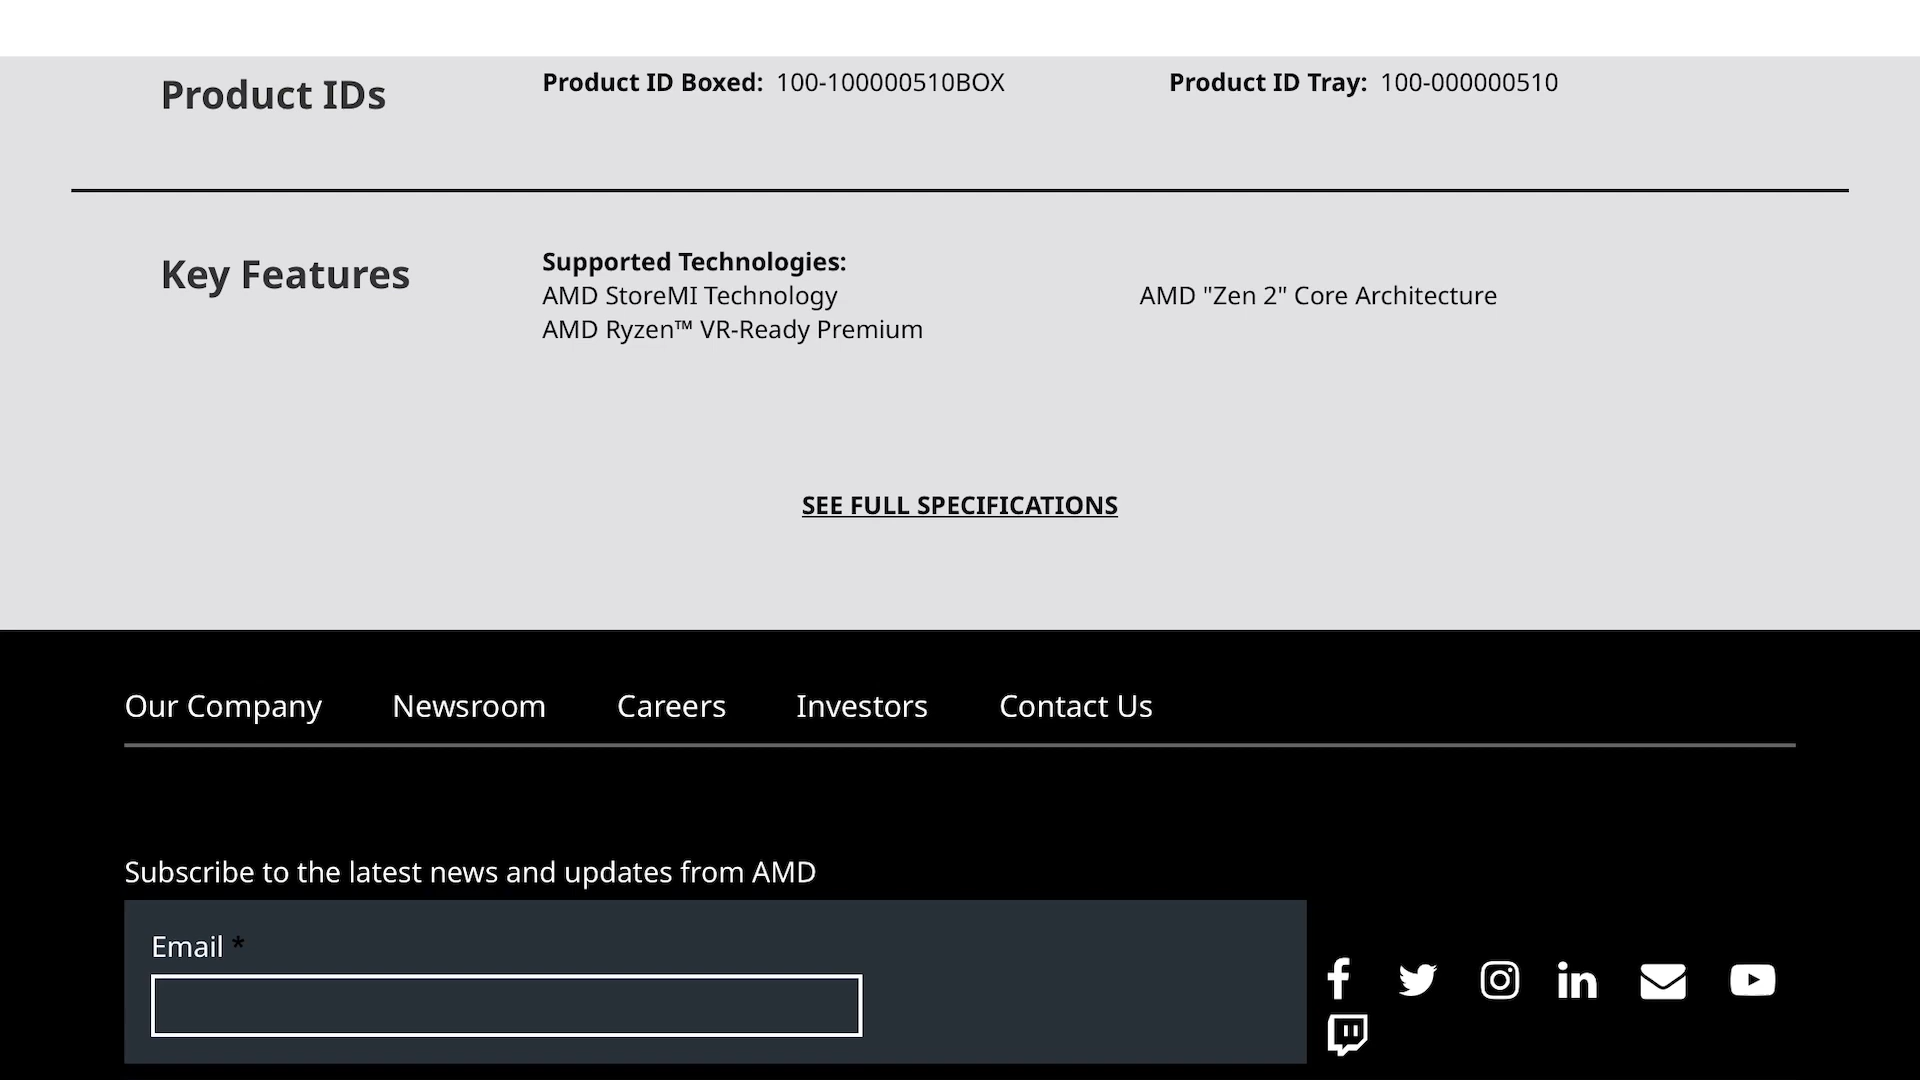 Product IDs
Product ID Boxed: 100-100000510BOX
Product ID Tray: 100-000000510
Key Features
Supported Technologies:
AMD StoreMI Technology
AMD "Zen 2" Core Architecture
AMD Ryzen™ VR-Ready Premium
SEE FULL SPECIFICATIONS
Our Company Newsroom Careers Investors Contact Us
Subscribe to the latest news and updates from AMD
Email *